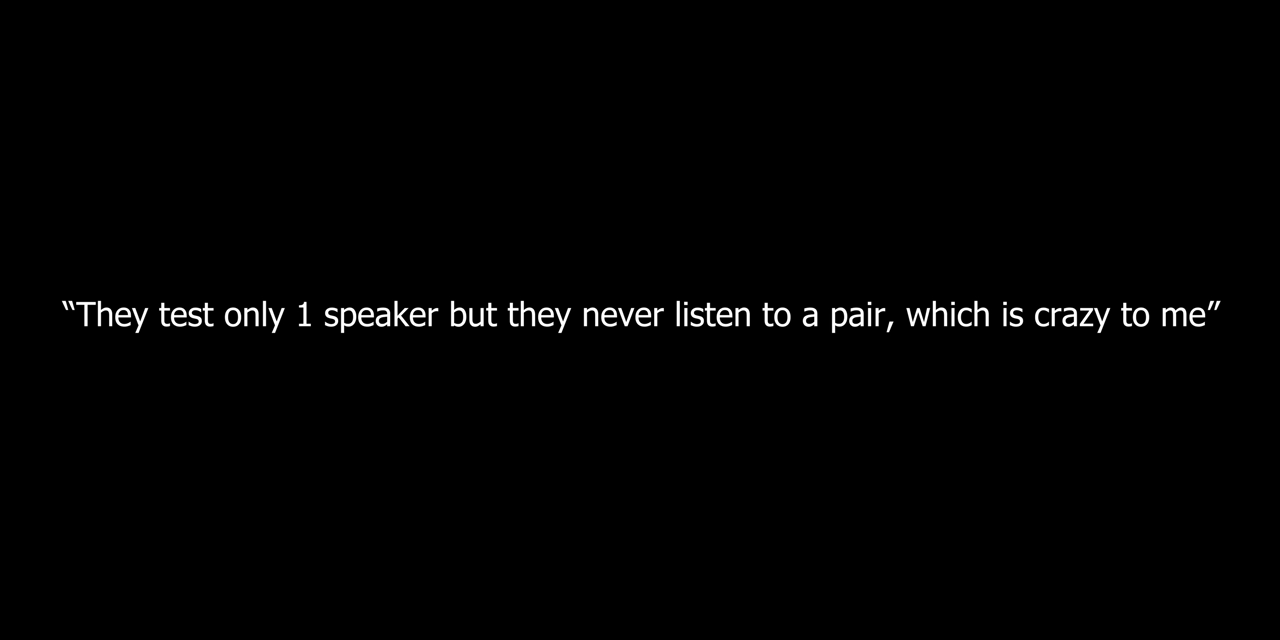 “They test only 1 speaker but they never listen to a pair, which is crazy to me”